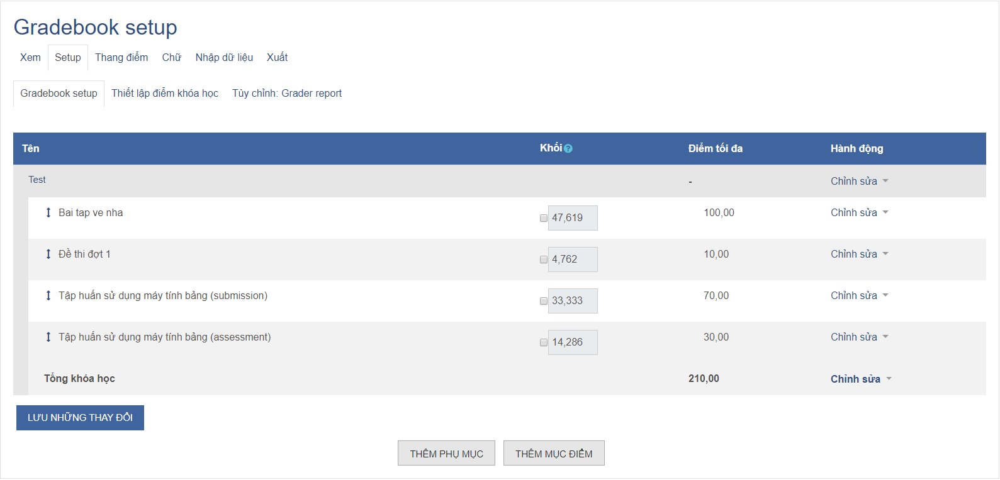 Gradebook setup
Xem Setup Thang điểm Chữ Nhập dữ liệu Xuất
Gradebook setup Thiết lập điểm khóa học Tùy chỉnh: Grader report
Tên Khối ? Điểm tối đa Hành động
Test - Chỉnh sửa
Bai tap ve nha 47,619 100,00 Chỉnh sửa
Đề thi đợt 1 4,762 10,00 Chỉnh sửa
Tập huấn sử dụng máy tính bảng (submission) 33,333 70,00 Chỉnh sửa
Tập huấn sử dụng máy tính bảng (assessment) 14,286 30,00 Chỉnh sửa
Tổng khóa học 210,00 Chỉnh sửa
LƯU NHỮNG THAY ĐỔI
THÊM PHỤ MỤC THÊM MỤC ĐIỂM